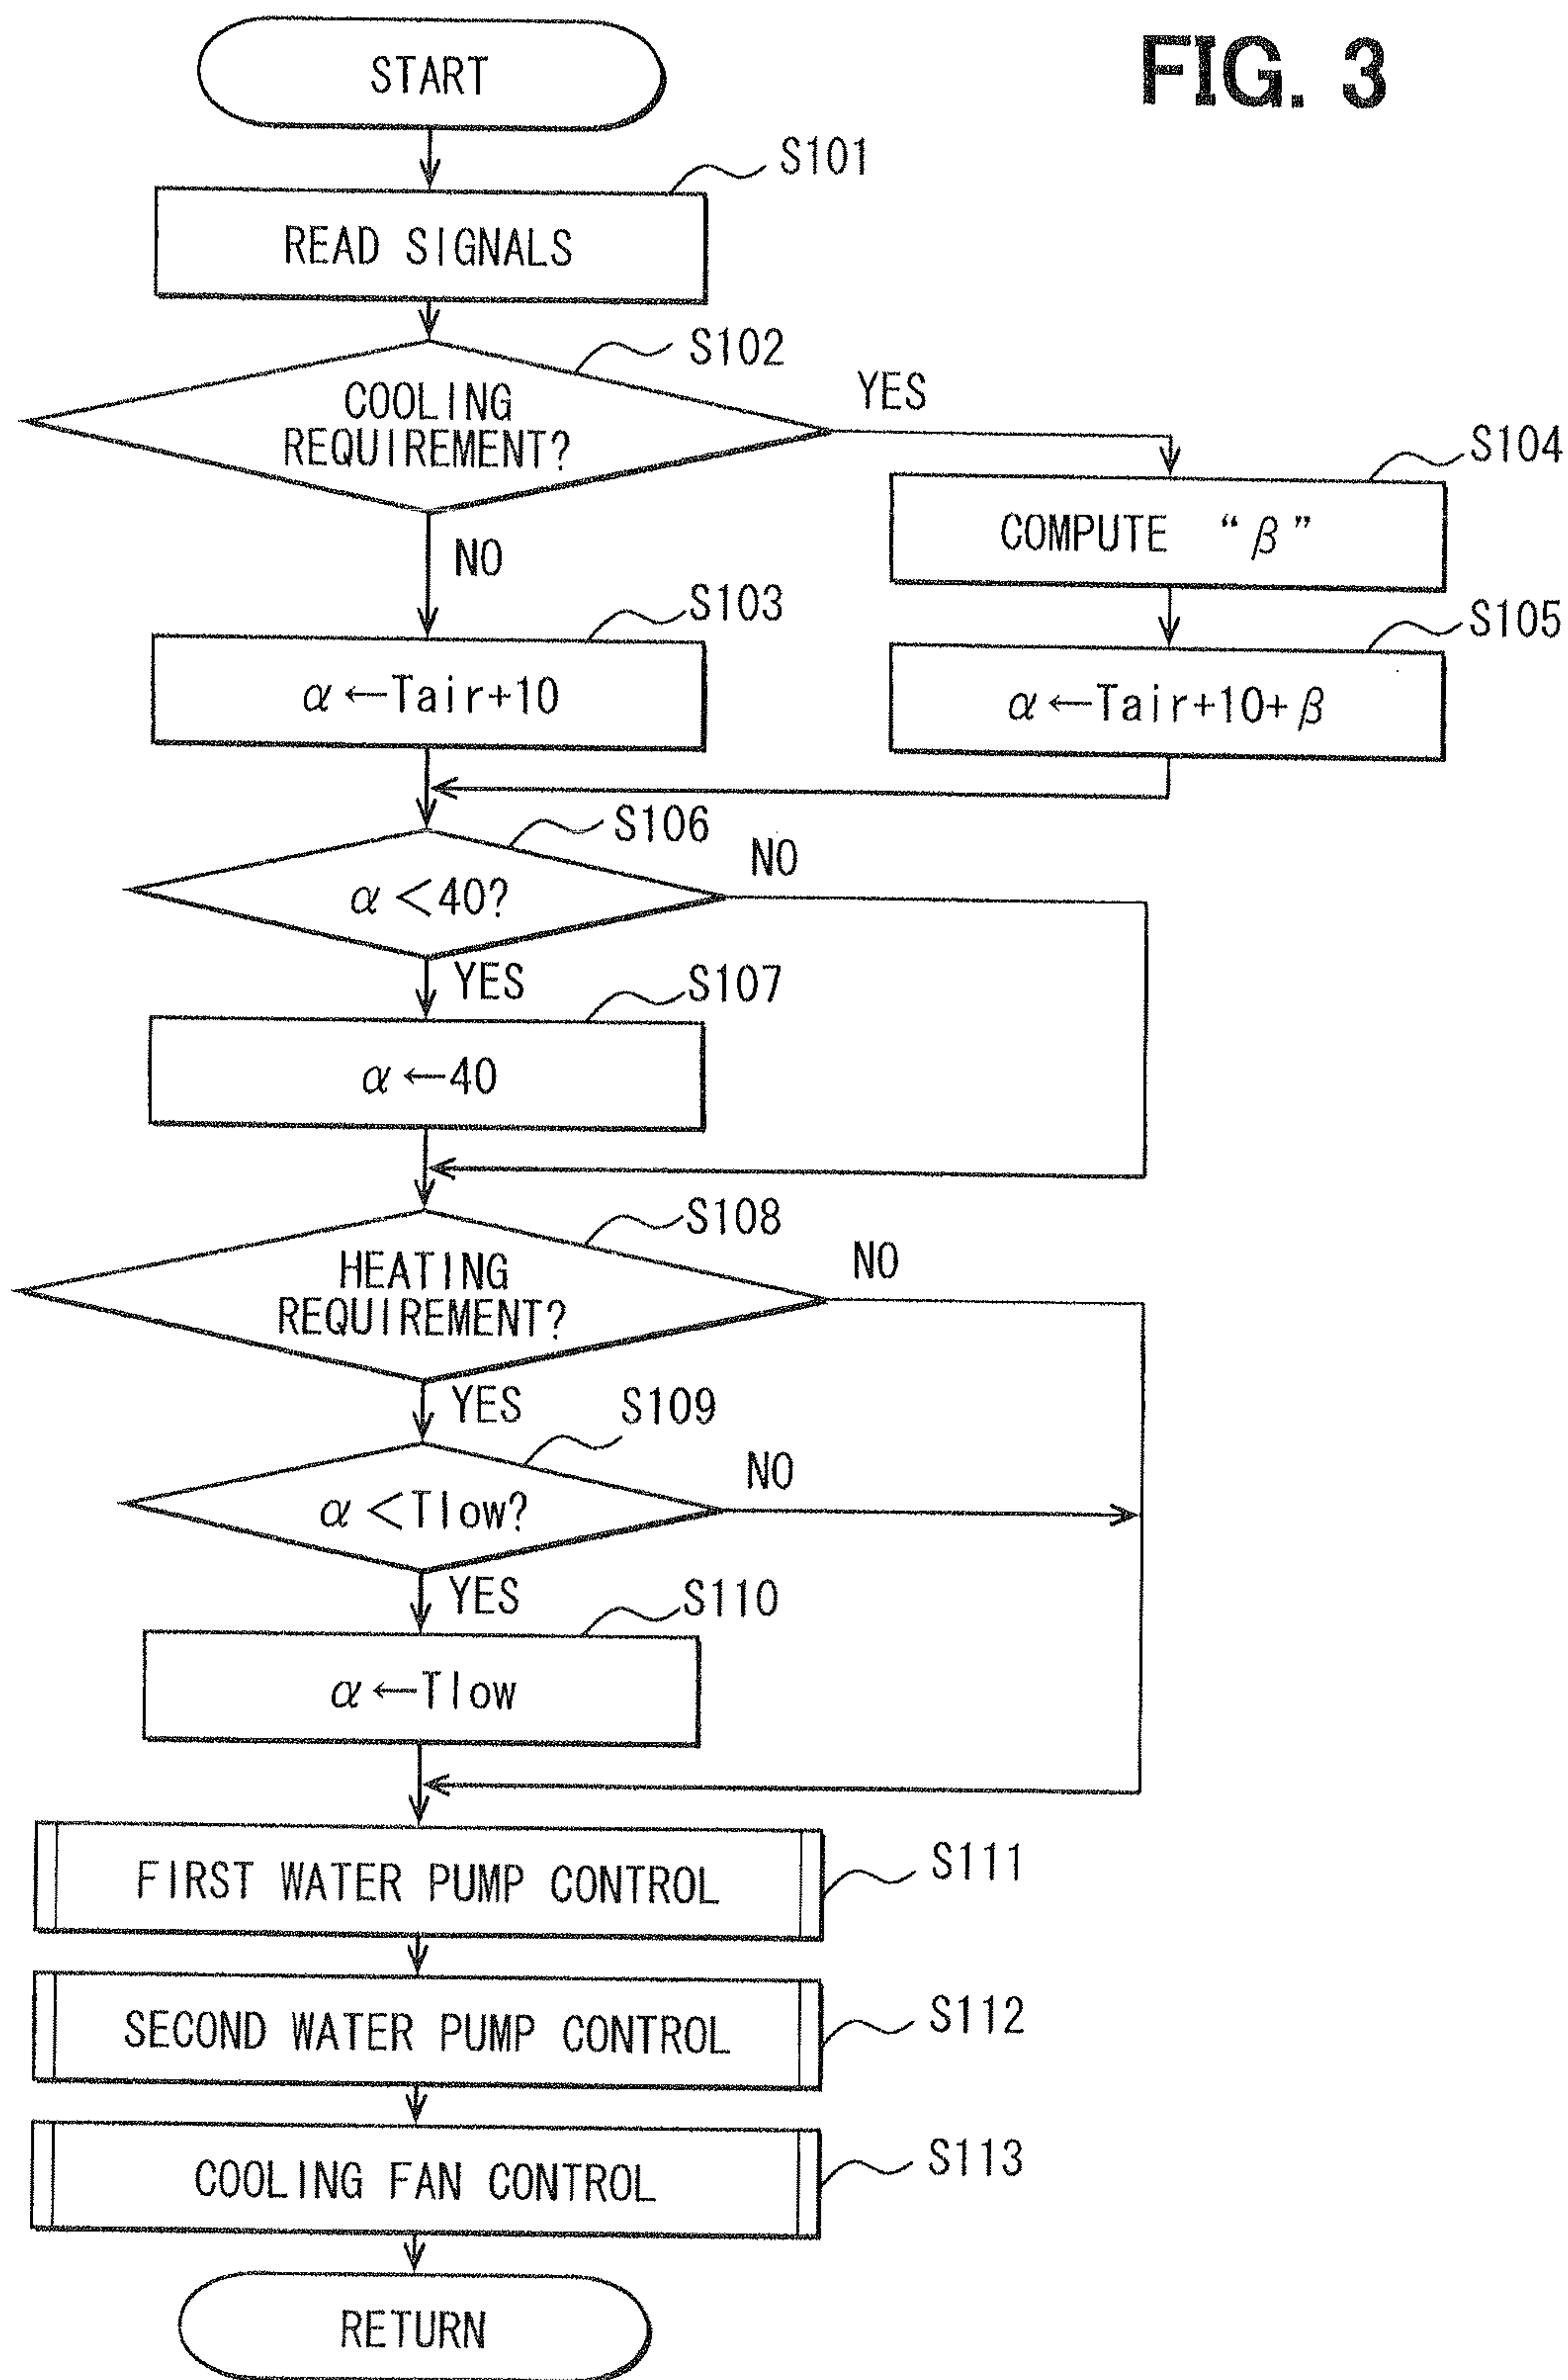 FIG. 3
START
S101
READ SIGNALS
S102
COOLING
REQUIREMENT?
YES
NO
S104
COMPUTE “β”
S103
α←Tair+10
S105
α←Tair+10+β
S106
α<40?
NO
YES
S107
α←40
S108
HEATING
REQUIREMENT?
NO
YES
S109
α<Tlow?
NO
YES
S110
α←Tlow
FIRST WATER PUMP CONTROL
S111
SECOND WATER PUMP CONTROL
S112
COOLING FAN CONTROL
S113
RETURN